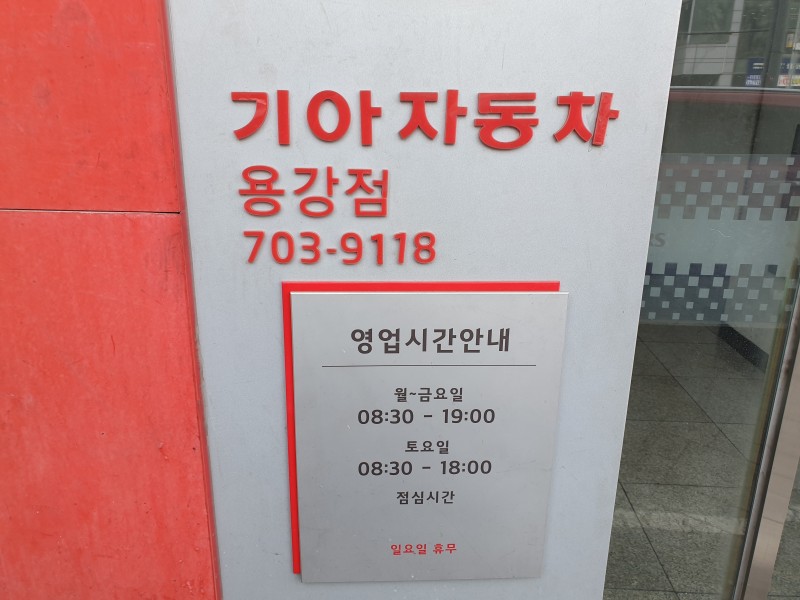 기아자동차
용강점
703-9118
영업시간안내
월~금요일
08:30 - 19:00
토요일
08:30 - 18:00
점심시간
일요일 휴무